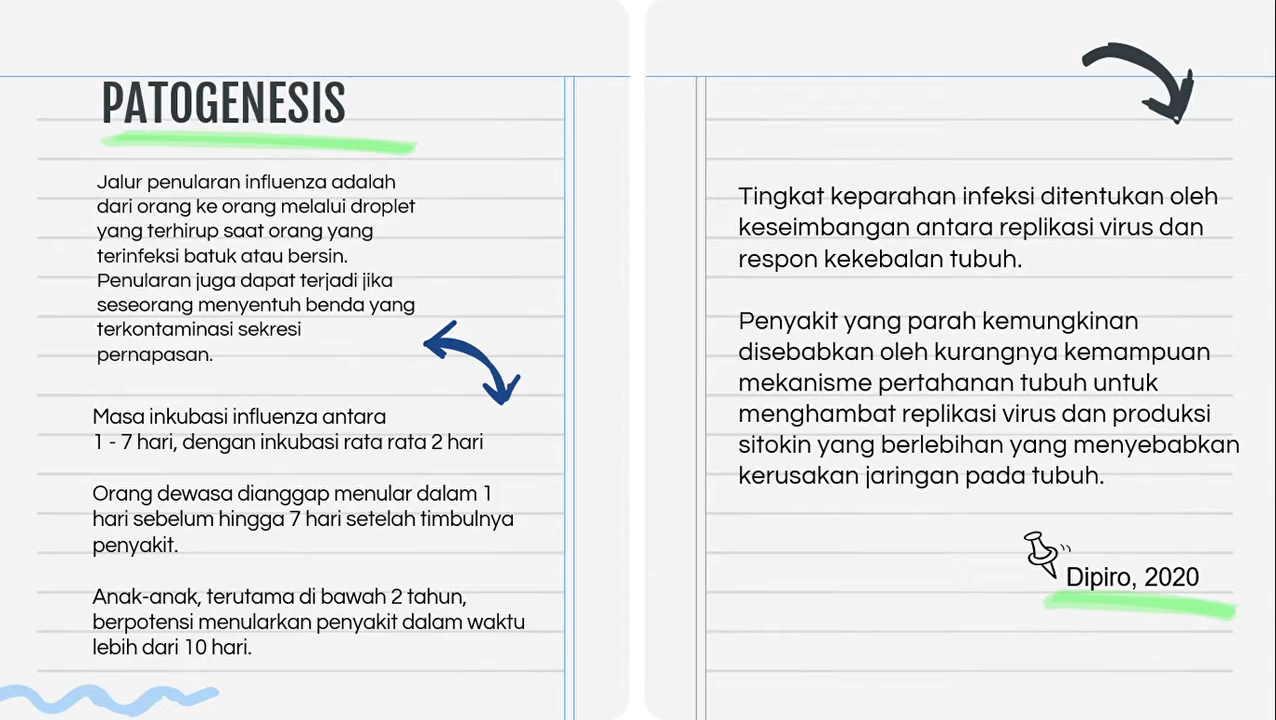 PATOGENESIS
Jalur penularan influenza adalah
dari orang ke orang melalui droplet
yang terhirup saat orang yang
terinfeksi batuk atau bersin.
Penularan juga dapat terjadi jika
seseorang menyentuh benda yang
terkontaminasi sekresi
pernapasan.
Masa inkubasi influenza antara
1 - 7 hari, dengan inkubasi rata rata 2 hari
Orang dewasa dianggap menular dalam 1
hari sebelum hingga 7 hari setelah timbulnya
penyakit.
Anak-anak, terutama di bawah 2 tahun,
berpotensi menularkan penyakit dalam waktu
lebih dari 10 hari.
Tingkat keparahan infeksi ditentukan oleh
keseimbangan antara replikasi virus dan
respon kekebalan tubuh.
Penyakit yang parah kemungkinan
disebabkan oleh kurangnya kemampuan
mekanisme pertahanan tubuh untuk
menghambat replikasi virus dan produksi
sitokin yang berlebihan yang menyebabkan
kerusakan jaringan pada tubuh.
Dipiro, 2020